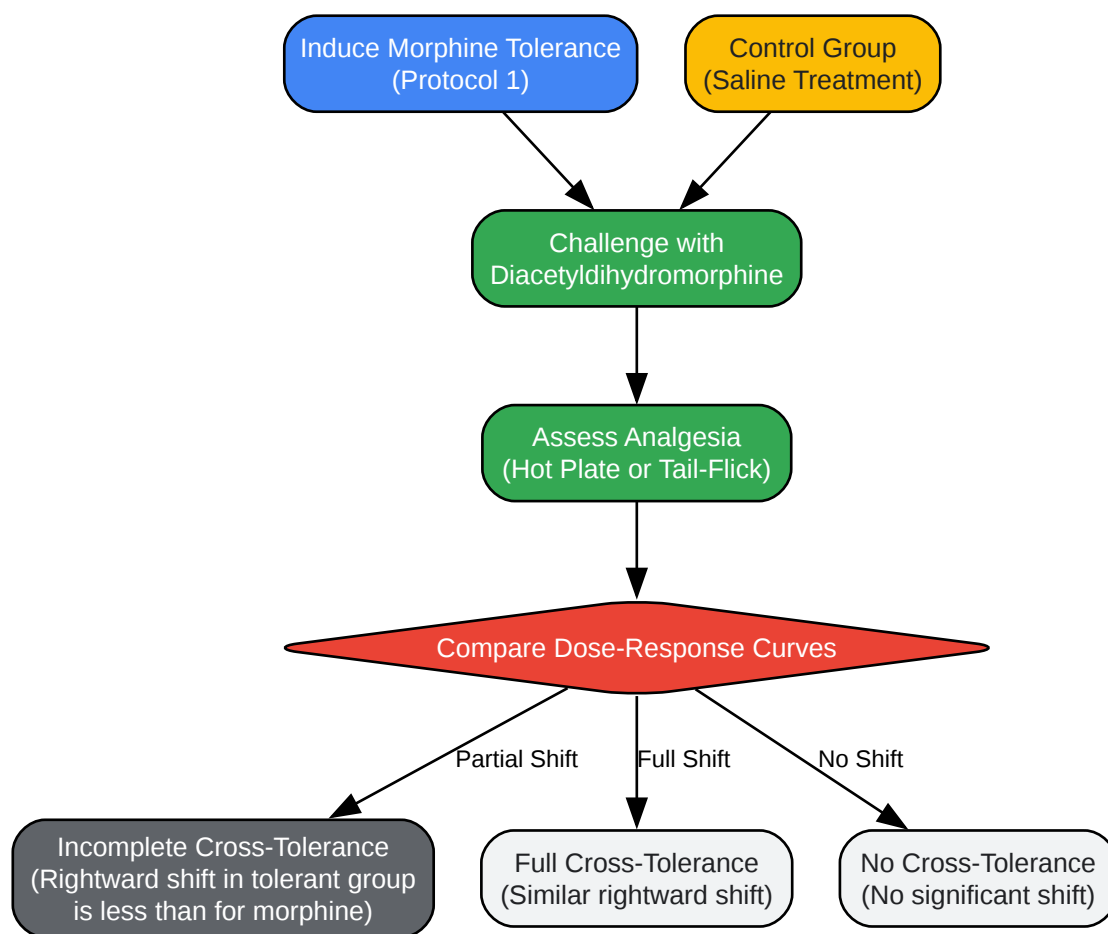 Induce Morphine Tolerance
(Protocol 1)
Control Group
(Saline Treatment)
Challenge with
Diacetyldihydromorphine
Assess Analgesia
(Hot Plate or Tail-Flick)
Compare Dose-Response Curves
Partial Shift
Full Shift
No Shift
Incomplete Cross-Tolerance
(Rightward shift in tolerant group
is less than for morphine)
Full Cross-Tolerance
(Similar rightward shift)
No Cross-Tolerance
(No significant shift)